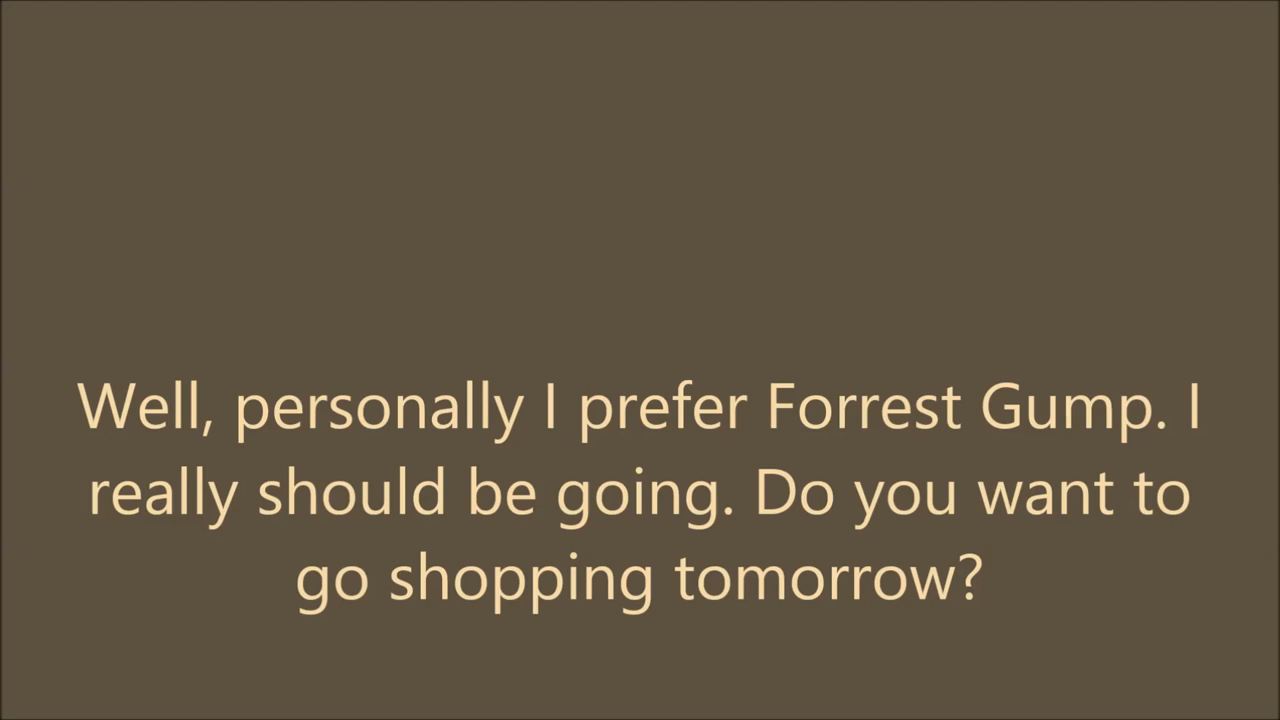 Well, personally I prefer Forrest Gump. I
really should be going. Do you want to
go shopping tomorrow?